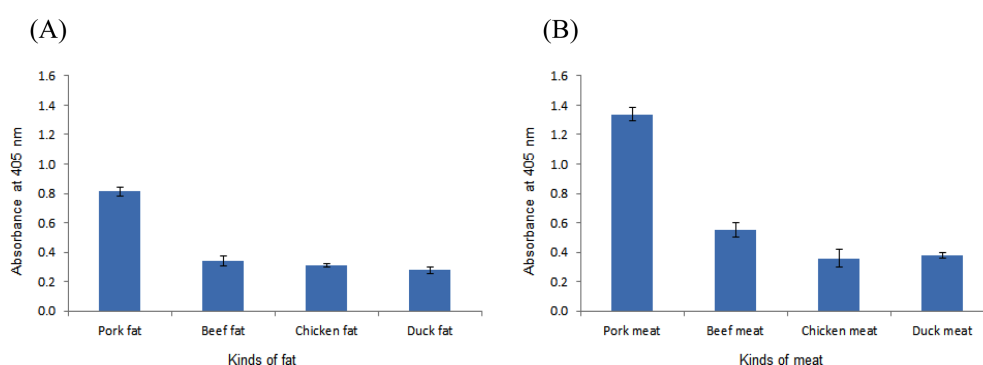 (A)
1.6
1.4
1.2
1.0
0.8
0.6
0.4
0.2
0.0
Absorbance at 405 nm
Pork fat
Beef fat
Chicken fat
Duck fat
Kinds of fat
(B)
1.6
1.4
1.2
1.0
0.8
0.6
0.4
0.2
0.0
Absorbance at 405 nm
Pork meat
Beef meat
Chicken meat
Duck meat
Kinds of meat